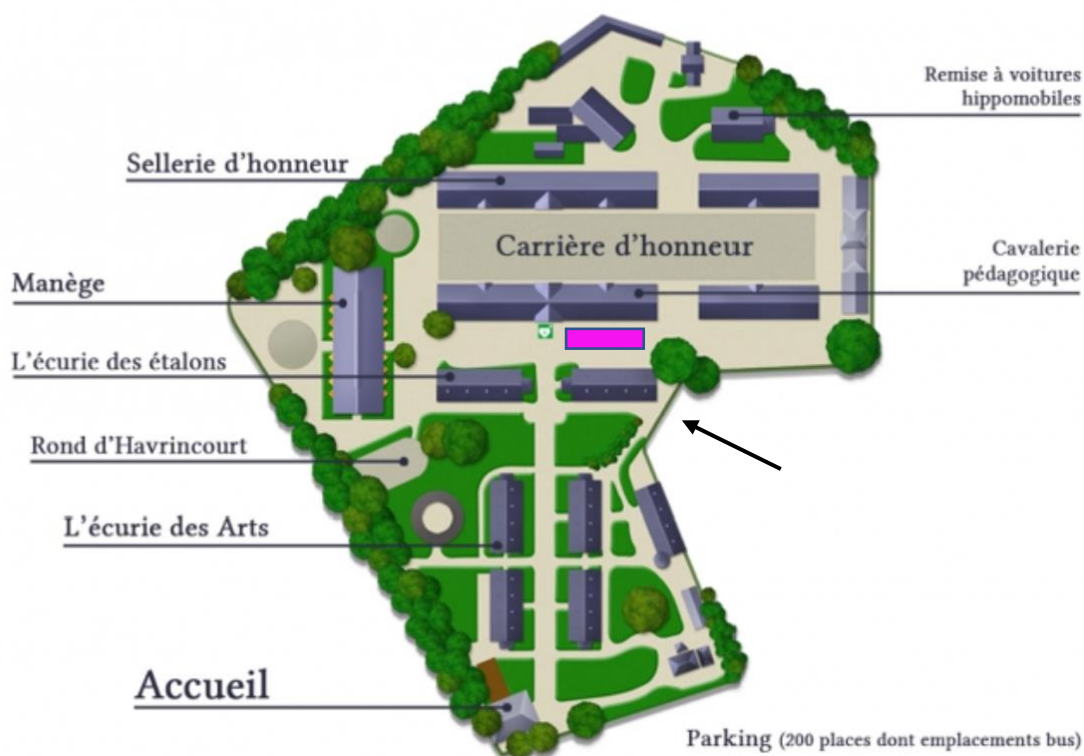 Remise à voitures
hippomobiles
Sellerie d'honneur
Carrière d'honneur
Cavalerie
pédagogique
Manège
L'écurie des étalons
Rond d'Havrincourt
L'écurie des Arts
Accueil
Parking (200 places dont emplacements bus)